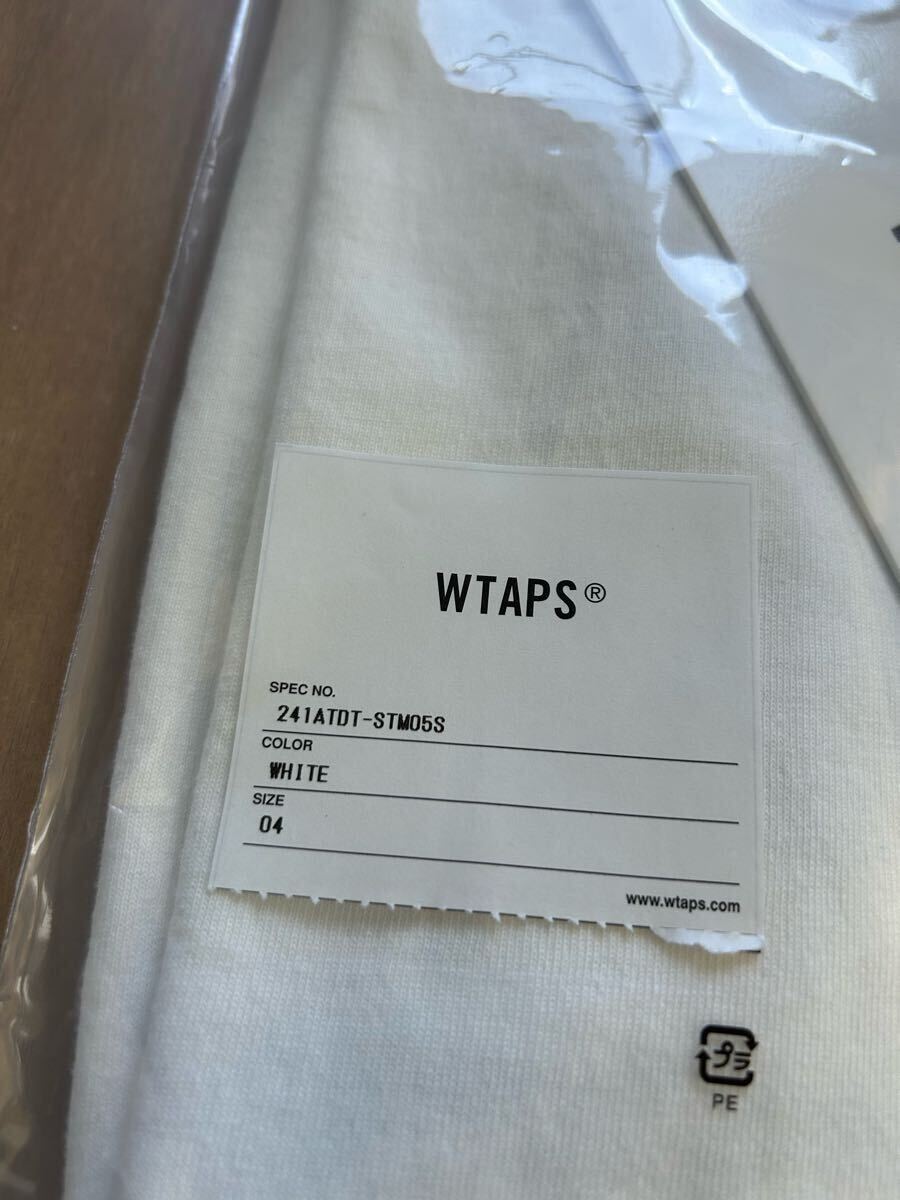 WTAPS®
SPEC NO.
241ATDT-STM05S
COLOR
WHITE
SIZE
04
www.wtaps.com
プラ
PE